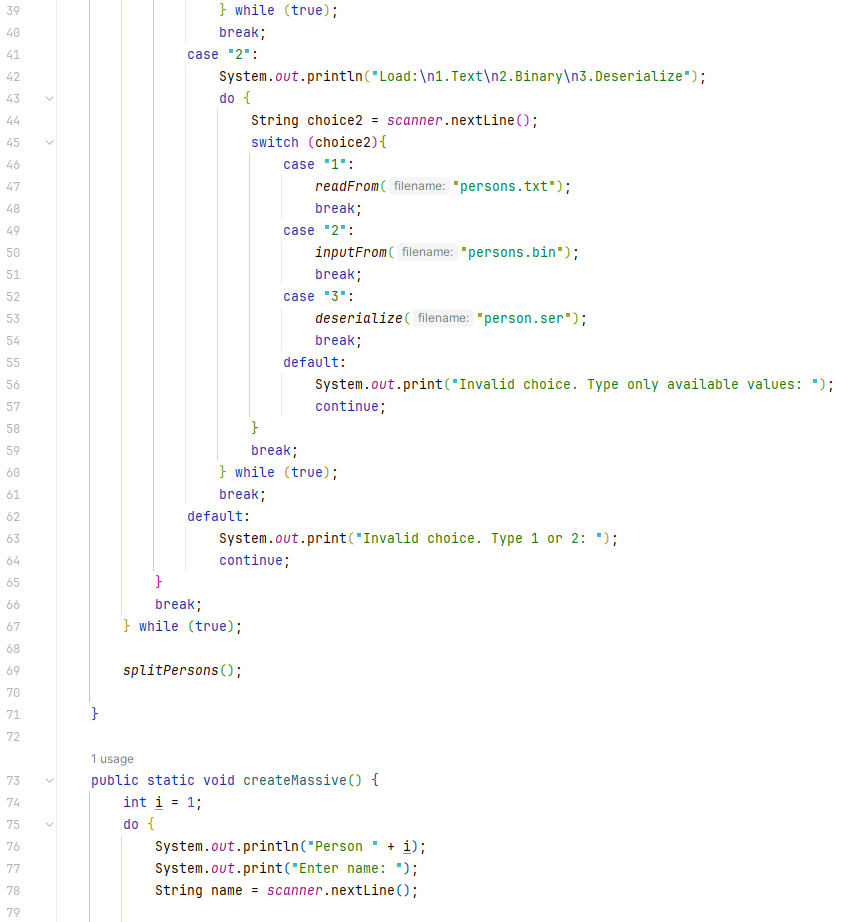 39 } while (true);
40 break;
41 case "2":
42 System.out.println("Load:\n1.Text\n2.Binary\n3.Deserialize");
43 do {
44 String choice2 = scanner.nextLine();
45 switch (choice2){
46 case "1":
47 readFrom( filename: "persons.txt");
48 break;
49 case "2":
50 inputFrom( filename: "persons.bin");
51 break;
52 case "3":
53 deserialize( filename: "person.ser");
54 break;
55 default:
56 System.out.print("Invalid choice. Type only available values: ");
57 continue;
58 }
59 break;
60 } while (true);
61 break;
62 default:
63 System.out.print("Invalid choice. Type 1 or 2: ");
64 continue;
65 }
66 break;
67 } while (true);
68
69 splitPersons();
70
71 }
72
1 usage
73 public static void createMassive() {
74 int i = 1;
75 do {
76 System.out.println("Person " + i);
77 System.out.print("Enter name: ");
78 String name = scanner.nextLine();
79